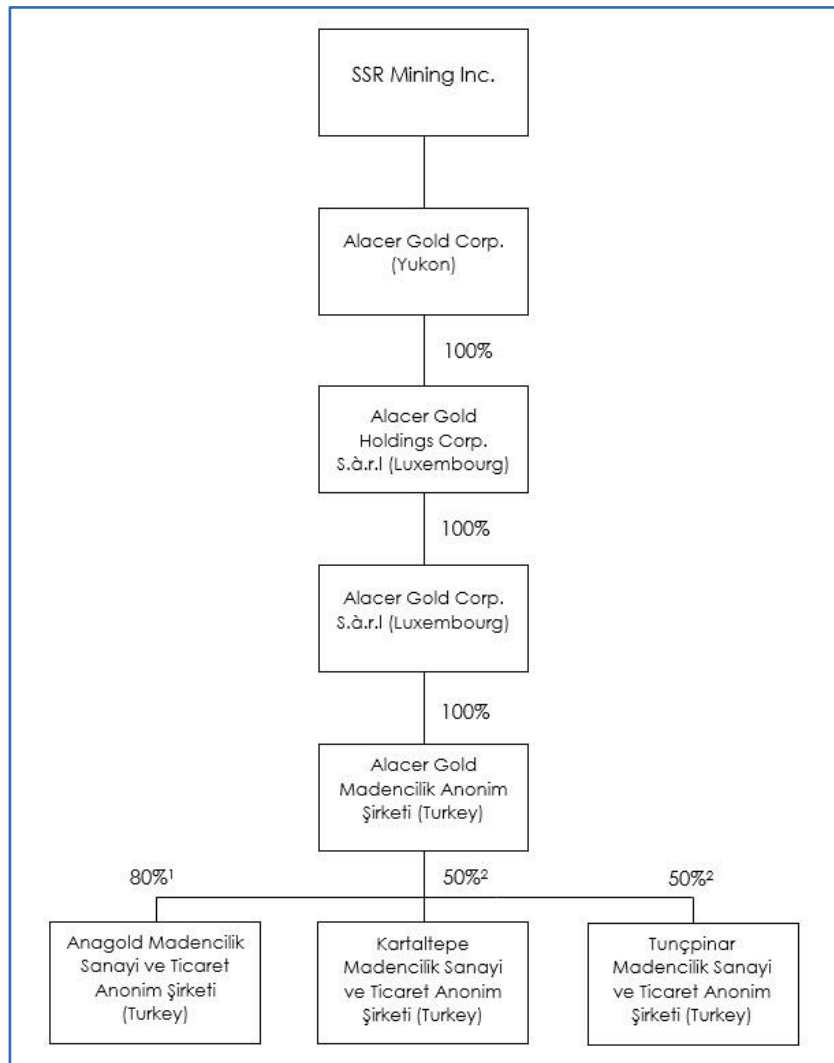 SSR Mining Inc.
Alacer Gold Corp.
(Yukon)
100%
Alacer Gold
Holdings Corp.
S.à.r.l (Luxembourg)
100%
Alacer Gold Corp.
S.à.r.l (Luxembourg)
100%
Alacer Gold
Madencilik Anonim
Şirketi (Turkey)
80%¹
50%²
50%²
Anagold Madencilik
Sanayi ve Ticaret
Anonim Şirketi
(Turkey)
Kartaltepe
Madencilik Sanayi
ve Ticaret Anonim
Şirketi (Turkey)
Tunçpinar
Madencilik Sanayi
ve Ticaret Anonim
Şirketi (Turkey)